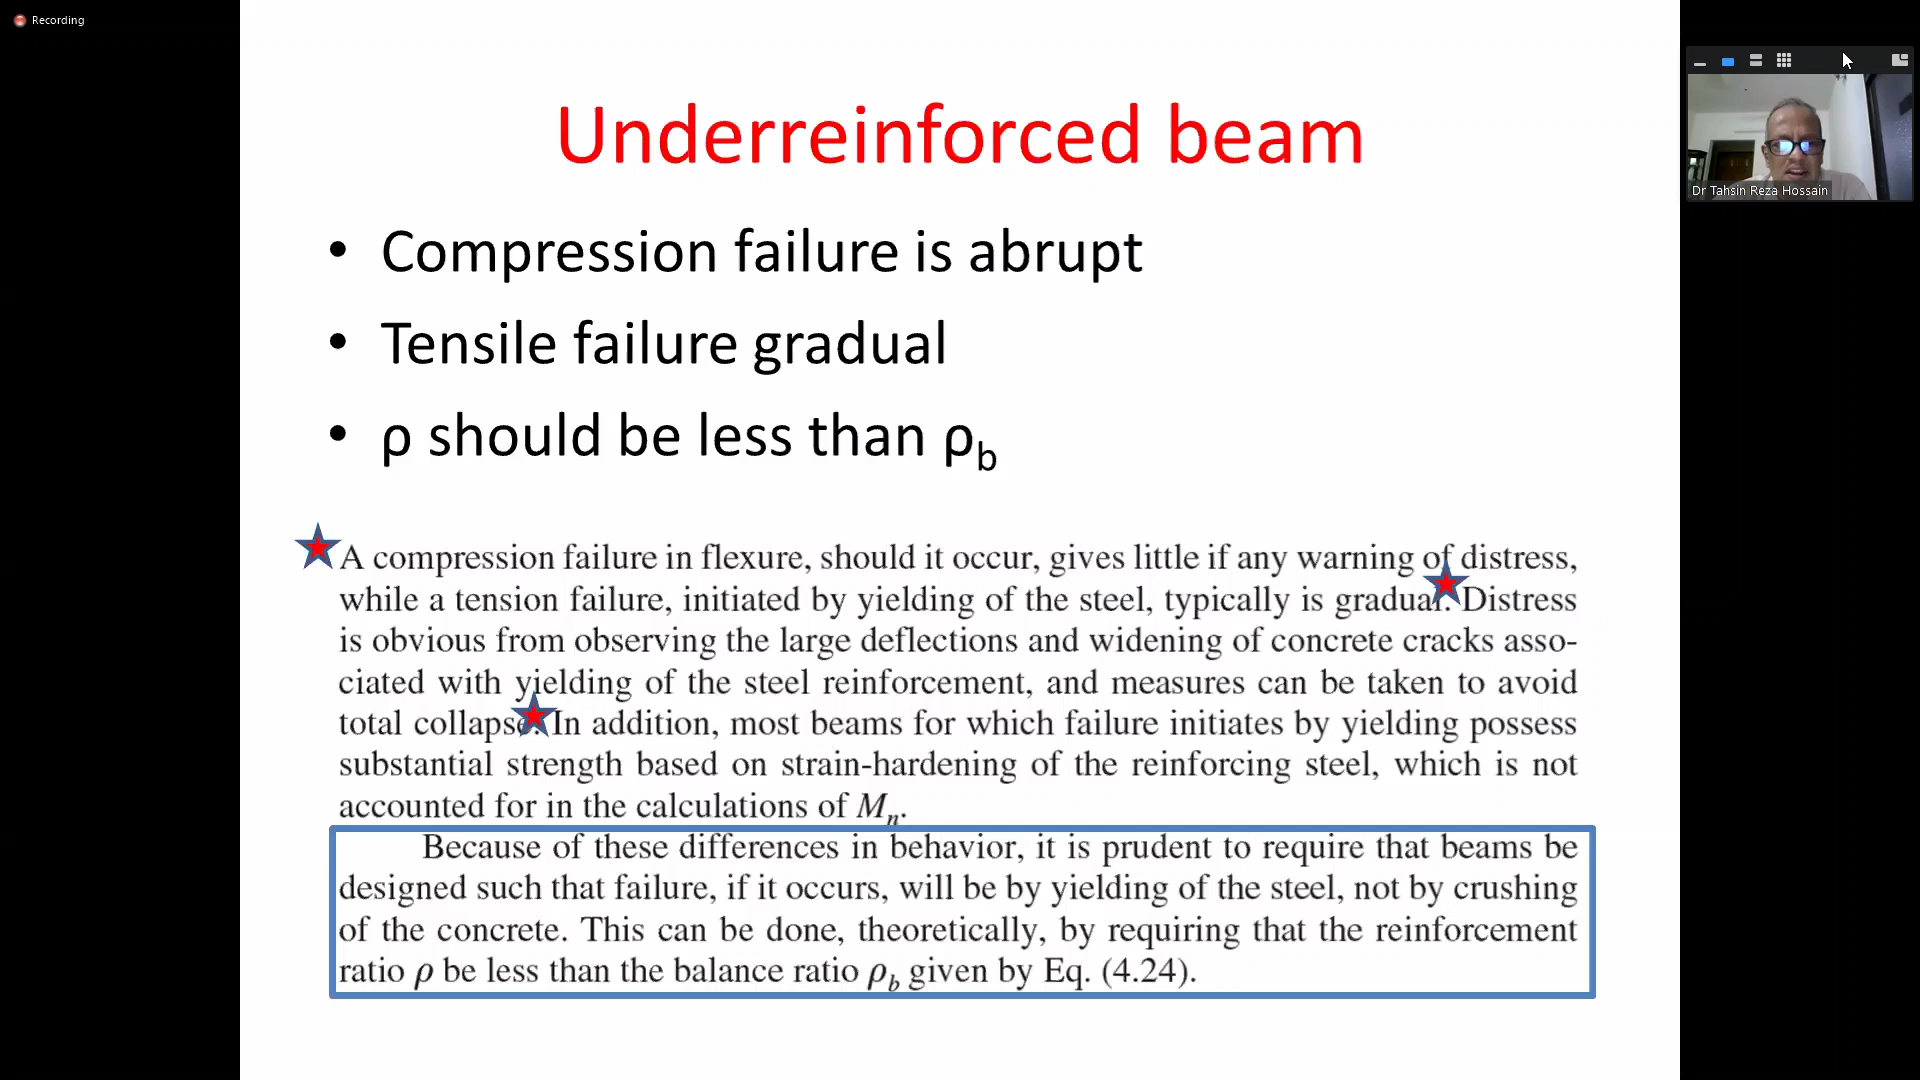 Recording
Underreinforced beam
• Compression failure is abrupt
• Tensile failure gradual
• ρ should be less than ρb
A compression failure in flexure, should it occur, gives little if any warning of distress,
while a tension failure, initiated by yielding of the steel, typically is gradual. Distress
is obvious from observing the large deflections and widening of concrete cracks asso-
ciated with yielding of the steel reinforcement, and measures can be taken to avoid
total collapse. In addition, most beams for which failure initiates by yielding possess
substantial strength based on strain-hardening of the reinforcing steel, which is not
accounted for in the calculations of Mn.
Because of these differences in behavior, it is prudent to require that beams be
designed such that failure, if it occurs, will be by yielding of the steel, not by crushing
of the concrete. This can be done, theoretically, by requiring that the reinforcement
ratio ρ be less than the balance ratio ρb given by Eq. (4.24).
Dr Tahsin Reza Hossain